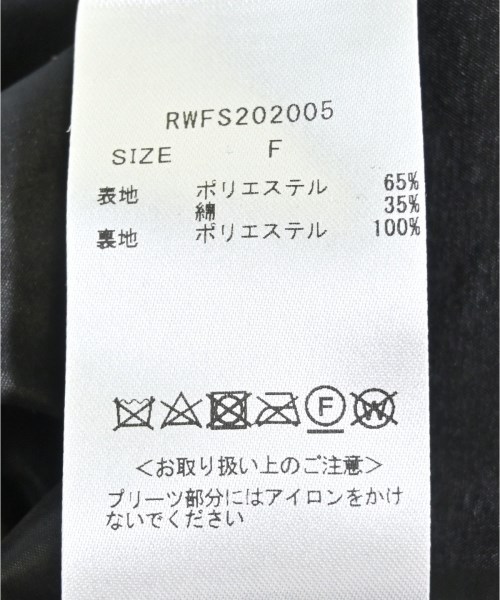 RWFS202005
SIZE F
表地 ポリエステル 65%
綿 35%
裏地 ポリエステル 100%
F W
<お取り扱い上のご注意>
プリーツ部分にはアイロンをかけ
ないでください